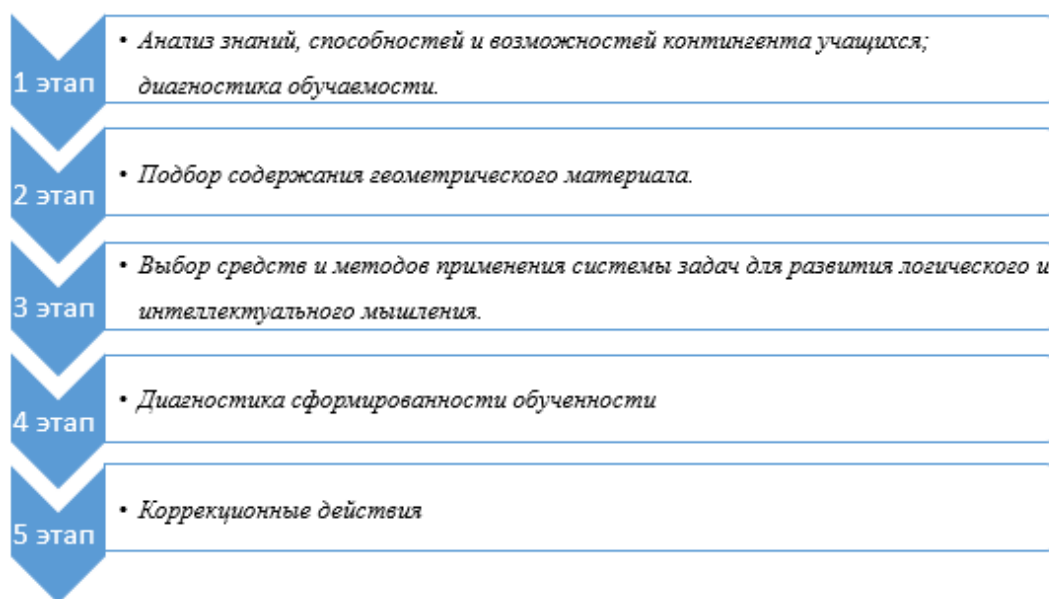 1 этап
• Анализ знаний, способностей и возможностей контингента учащихся;
диагностика обучаемости.
2 этап
• Подбор содержания геометрического материала.
3 этап
• Выбор средств и методов применения системы задач для развития логического и
интеллектуального мышления.
4 этап
• Диагностика сформированности обученности
5 этап
• Коррекционные действия